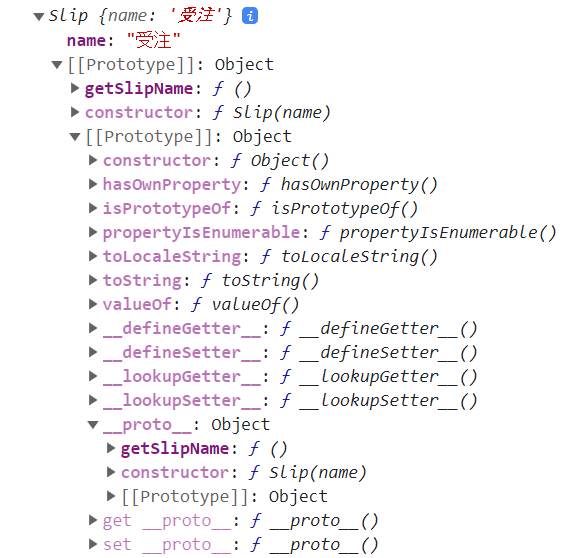 Slip {name: '受注'} i
name: "受注"
[[Prototype]]: Object
getSlipName: ƒ ()
constructor: ƒ Slip(name)
[[Prototype]]: Object
constructor: ƒ Object()
hasOwnProperty: ƒ hasOwnProperty()
isPrototypeOf: ƒ isPrototypeOf()
propertyIsEnumerable: ƒ propertyIsEnumerable()
toLocaleString: ƒ toLocaleString()
toString: ƒ toString()
valueOf: ƒ valueOf()
__defineGetter__: ƒ __defineGetter__()
__defineSetter__: ƒ __defineSetter__()
__lookupGetter__: ƒ __lookupGetter__()
__lookupSetter__: ƒ __lookupSetter__()
__proto__: Object
getSlipName: ƒ ()
constructor: ƒ Slip(name)
[[Prototype]]: Object
get __proto__: ƒ __proto__()
set __proto__: ƒ __proto__()